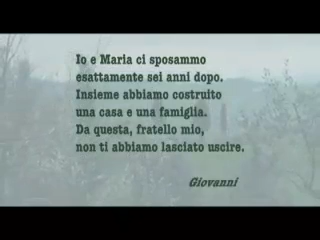 Io e Maria ci sposammo
esattamente sei anni dopo.
Insieme abbiamo costruito
una casa e una famiglia.
Da questa, fratello mio,
non ti abbiamo lasciato uscire.
Giovanni